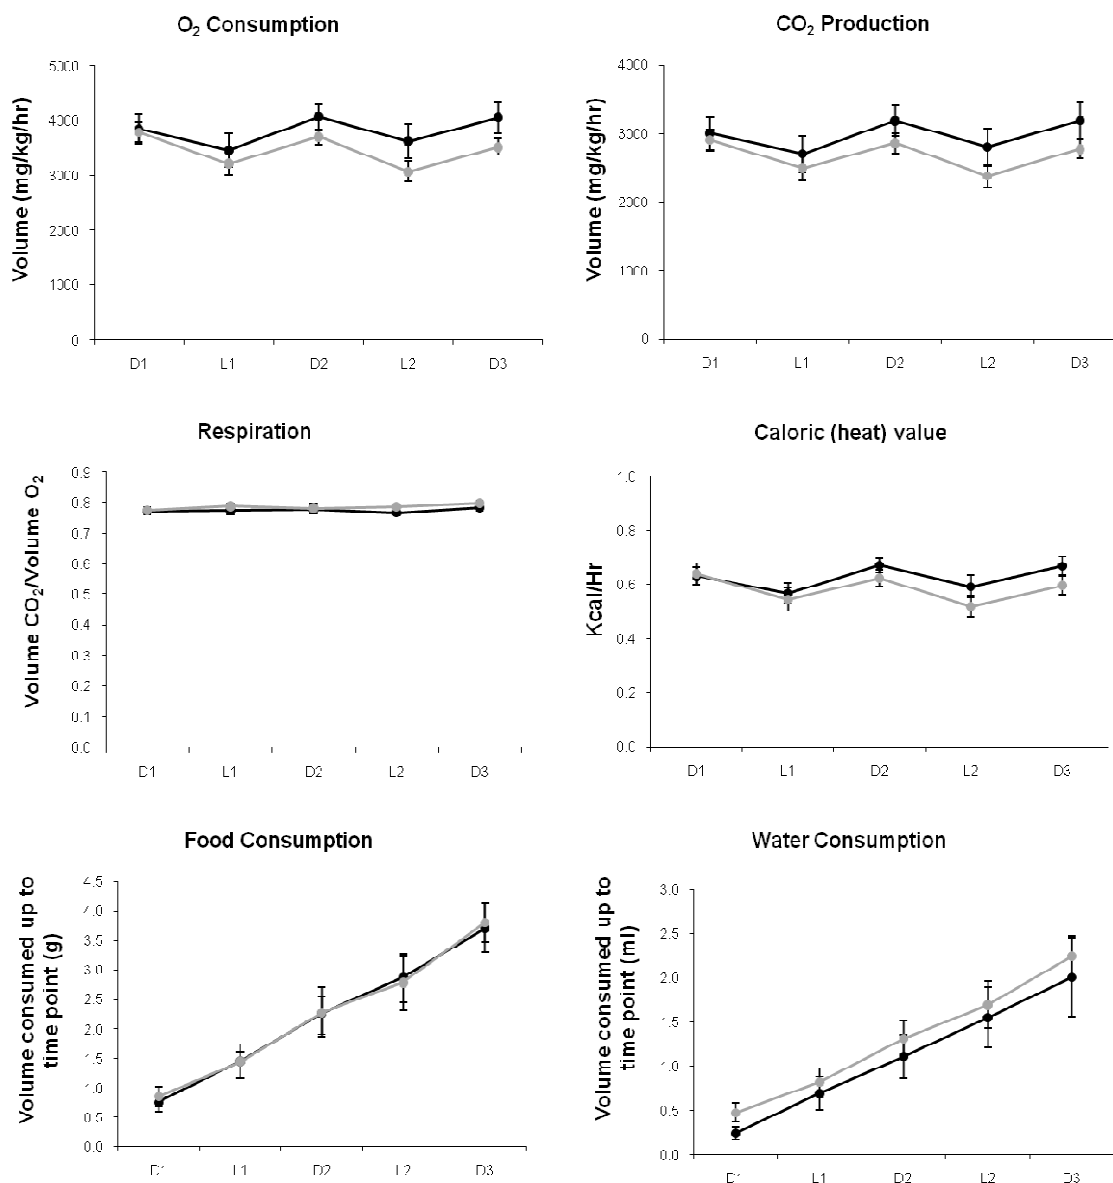 O₂ Consumption
Volume (mg/kg/hr)
5000
4000
3000
2000
1000
0
D1 L1 D2 L2 D3
CO₂ Production
Volume (mg/kg/hr)
4000
3000
2000
1000
0
D1 L1 D2 L2 D3
Respiration
Volume CO₂/Volume O₂
0.9
0.8
0.7
0.6
0.5
0.4
0.3
0.2
0.1
0.0
D1 L1 D2 L2 D3
Caloric (heat) value
Kcal/Hr
1.0
0.8
0.6
0.4
0.2
0.0
D1 L1 D2 L2 D3
Food Consumption
Volume consumed up to
time point (g)
4.5
4.0
3.5
3.0
2.5
2.0
1.5
1.0
0.5
0.0
D1 L1 D2 L2 D3
Water Consumption
Volume consumed up to
time point (ml)
3.0
2.5
2.0
1.5
1.0
0.5
0.0
D1 L1 D2 L2 D3